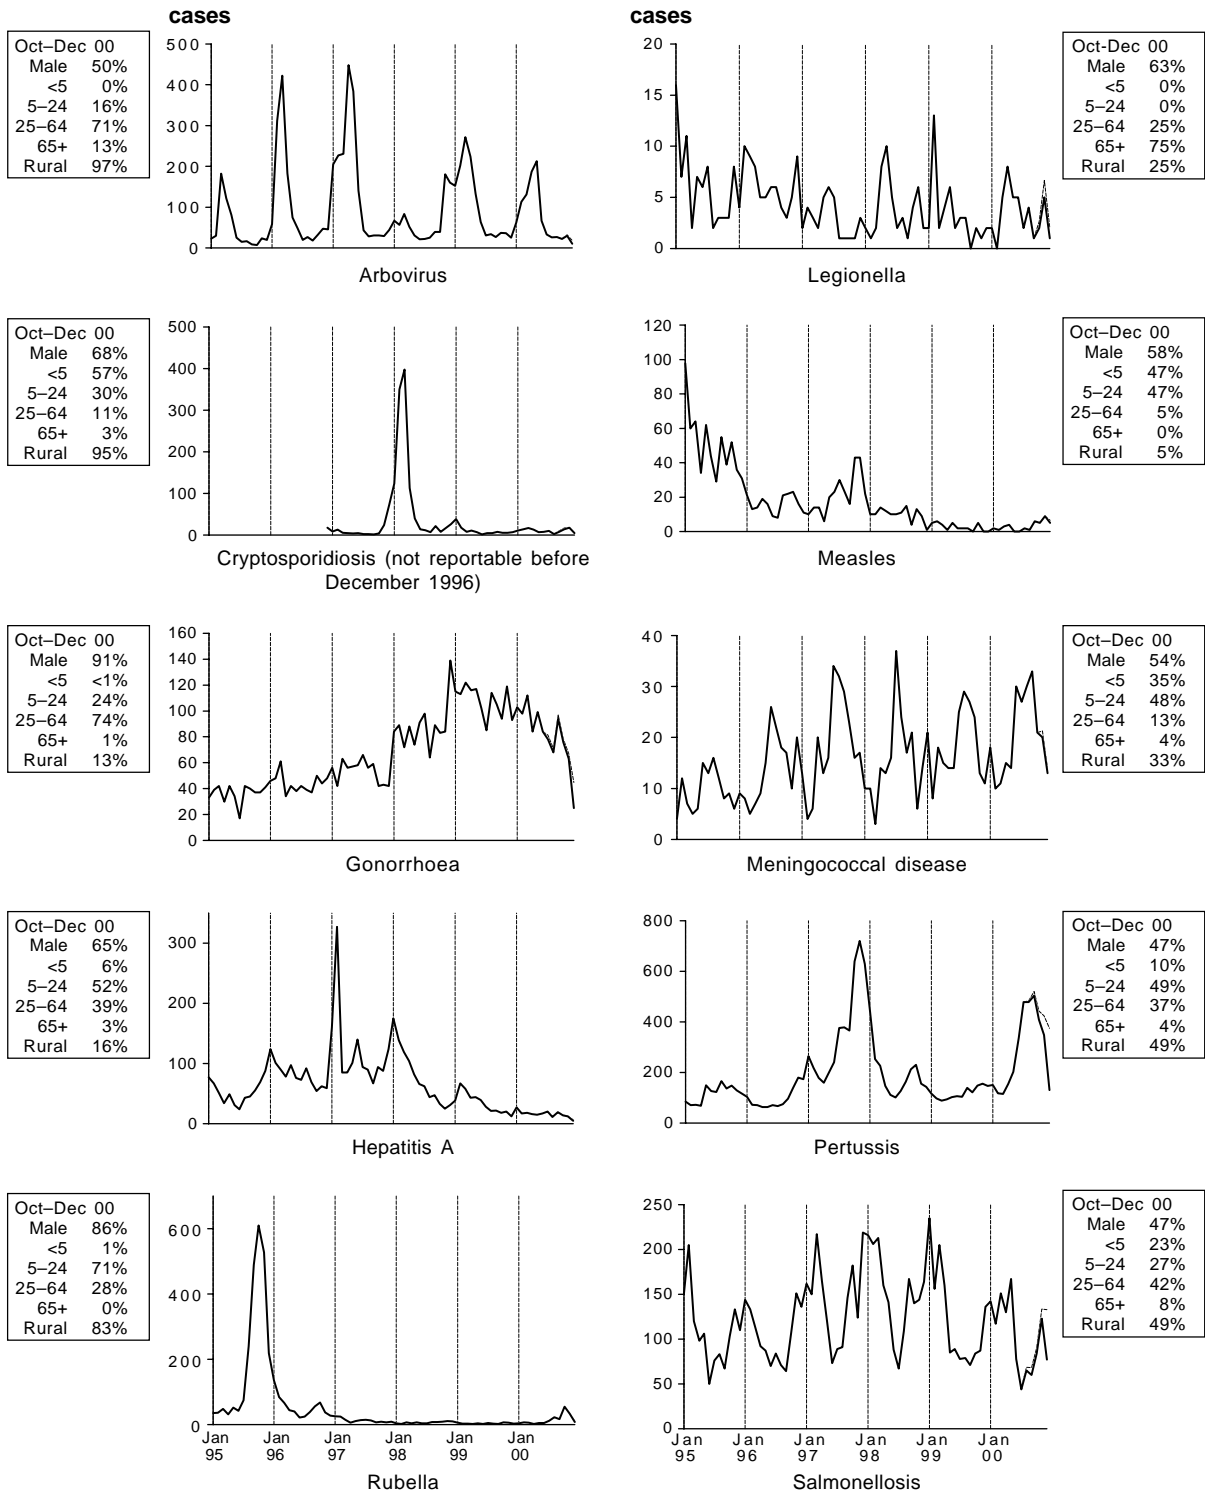 cases
Oct–Dec 00
Male 50%
<5 0%
5–24 16%
25–64 71%
65+ 13%
Rural 97%
500
400
300
200
100
0
Arbovirus
Oct–Dec 00
Male 68%
<5 57%
5–24 30%
25–64 11%
65+ 3%
Rural 95%
500
400
300
200
100
0
Cryptosporidiosis (not reportable before
December 1996)
Oct–Dec 00
Male 91%
<5 <1%
5–24 24%
25–64 74%
65+ 1%
Rural 13%
160
140
120
100
80
60
40
20
0
Gonorrhoea
Oct–Dec 00
Male 65%
<5 6%
5–24 52%
25–64 39%
65+ 3%
Rural 16%
300
200
100
0
Hepatitis A
Oct–Dec 00
Male 86%
<5 1%
5–24 71%
25–64 28%
65+ 0%
Rural 83%
600
400
200
0
Jan Jan Jan Jan Jan Jan
95 96 97 98 99 00
Rubella
cases
20
15
10
5
0
Legionella
Oct-Dec 00
Male 63%
<5 0%
5–24 0%
25–64 25%
65+ 75%
Rural 25%
120
100
80
60
40
20
0
Measles
Oct–Dec 00
Male 58%
<5 47%
5–24 47%
25–64 5%
65+ 0%
Rural 5%
40
30
20
10
0
Meningococcal disease
Oct–Dec 00
Male 54%
<5 35%
5–24 48%
25–64 13%
65+ 4%
Rural 33%
800
600
400
200
0
Pertussis
Oct–Dec 00
Male 47%
<5 10%
5–24 49%
25–64 37%
65+ 4%
Rural 49%
250
200
150
100
50
0
Jan Jan Jan Jan Jan Jan
95 96 97 98 99 00
Salmonellosis
Oct–Dec 00
Male 47%
<5 23%
5–24 27%
25–64 42%
65+ 8%
Rural 49%